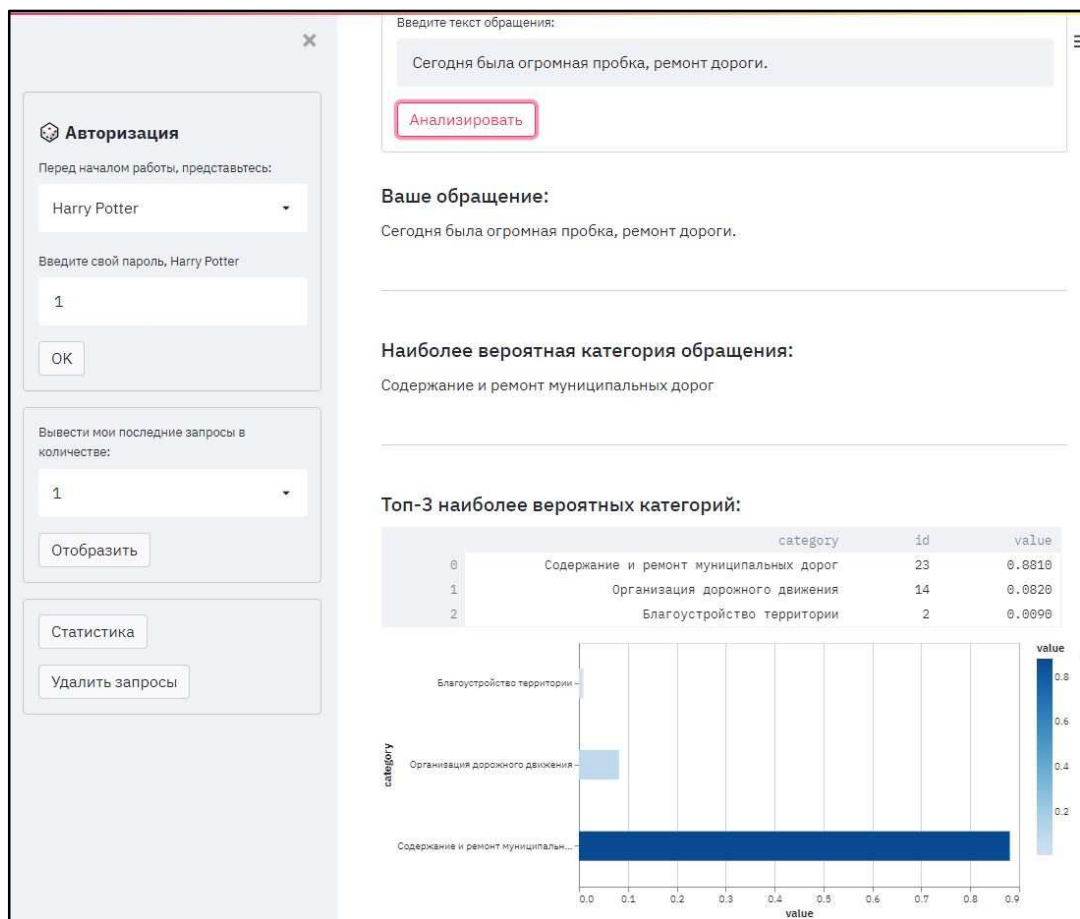 Авторизация
Перед началом работы, представьтесь:
Harry Potter
Введите свой пароль, Harry Potter
1
OK
Вывести мои последние запросы в
количестве:
1
Отобразить
Статистика
Удалить запросы
Введите текст обращения:
Сегодня была огромная пробка, ремонт дороги.
Анализировать
Ваше обращение:
Сегодня была огромная пробка, ремонт дороги.
Наиболее вероятная категория обращения:
Содержание и ремонт муниципальных дорог
Топ-3 наиболее вероятных категорий:
category id value
0 Содержание и ремонт муниципальных дорог 23 0.8810
1 Организация дорожного движения 14 0.0820
2 Благоустройство территории 2 0.0090
value
0.8
0.6
0.4
0.2
category
Благоустройство территории
Организация дорожного движения
Содержание и ремонт муниципальн...
0.0 0.1 0.2 0.3 0.4 0.5 0.6 0.7 0.8 0.9
value